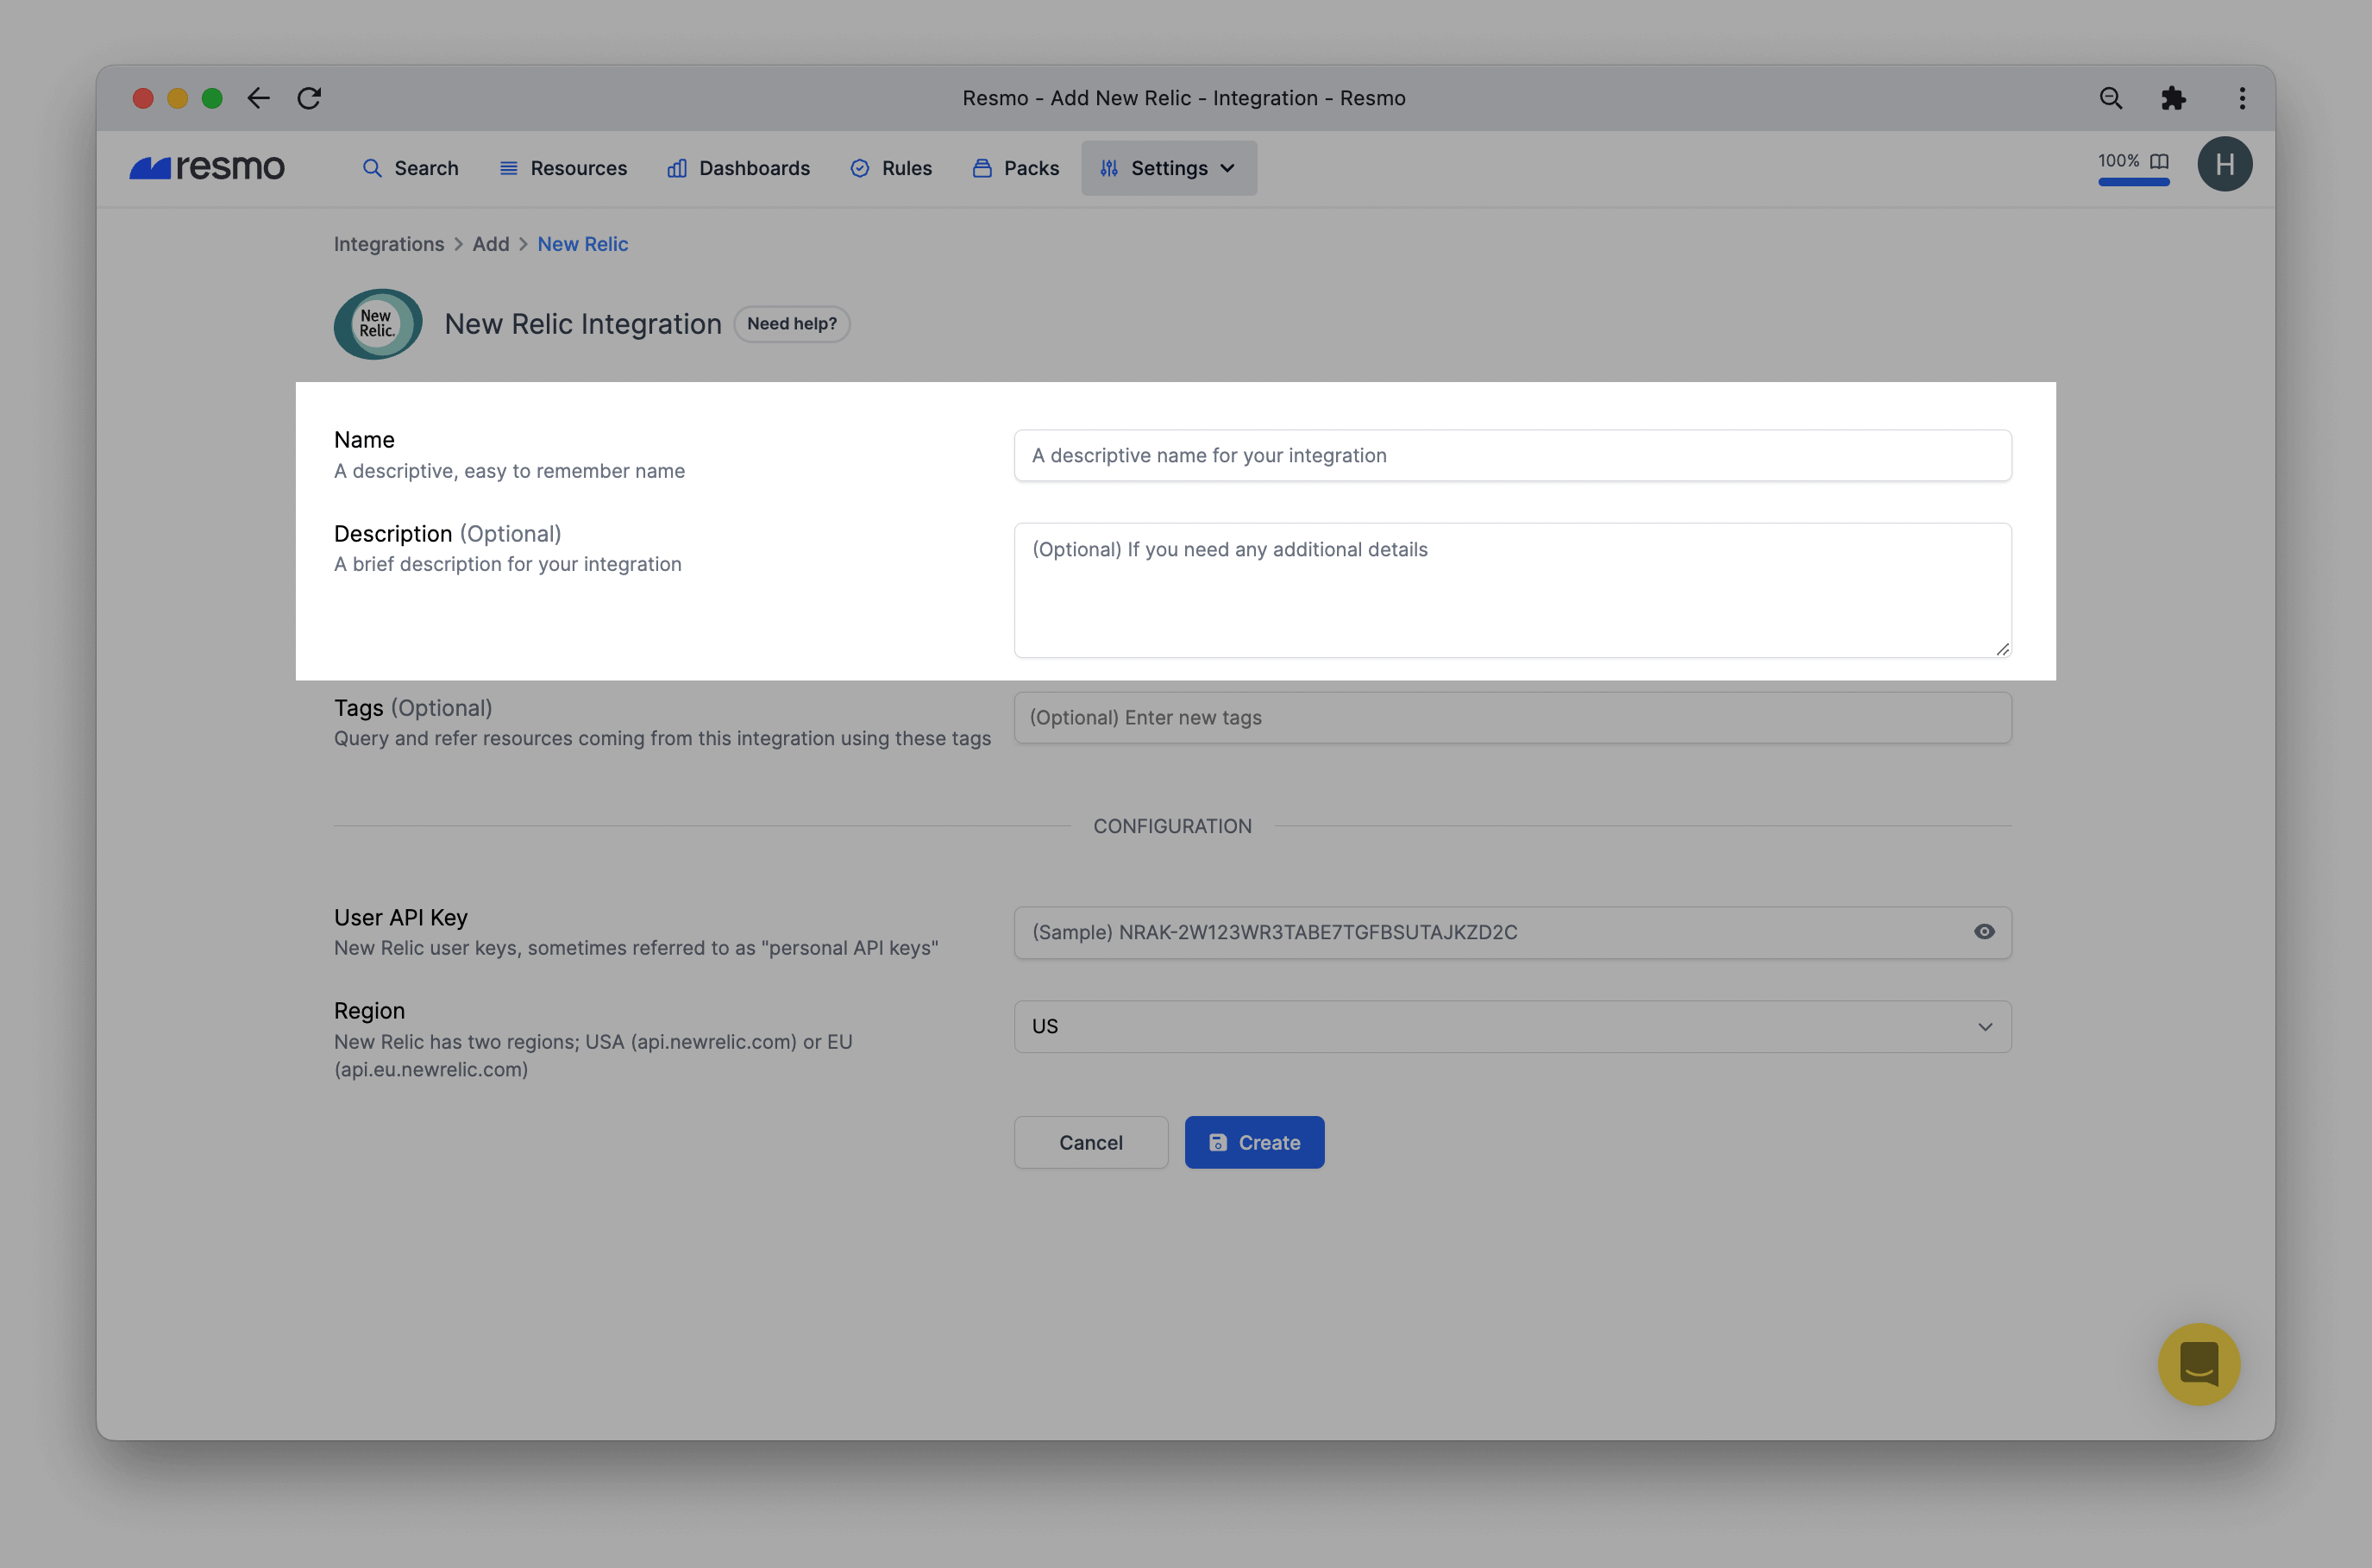 Resmo - Add New Relic - Integration - Resmo
resmo
Search
Resources
Dashboards
Rules
Packs
Settings
100%
H
Integrations > Add > New Relic
New
Relic.
New Relic Integration
Need help?
Name
A descriptive, easy to remember name
A descriptive name for your integration
Description (Optional)
A brief description for your integration
(Optional) If you need any additional details
Tags (Optional)
Query and refer resources coming from this integration using these tags
(Optional) Enter new tags
CONFIGURATION
User API Key
New Relic user keys, sometimes referred to as "personal API keys"
(Sample) NRAK-2W123WR3TABE7TGFBSUTAJKZD2C
Region
New Relic has two regions; USA (api.newrelic.com) or EU
(api.eu.newrelic.com)
US
Cancel
Create